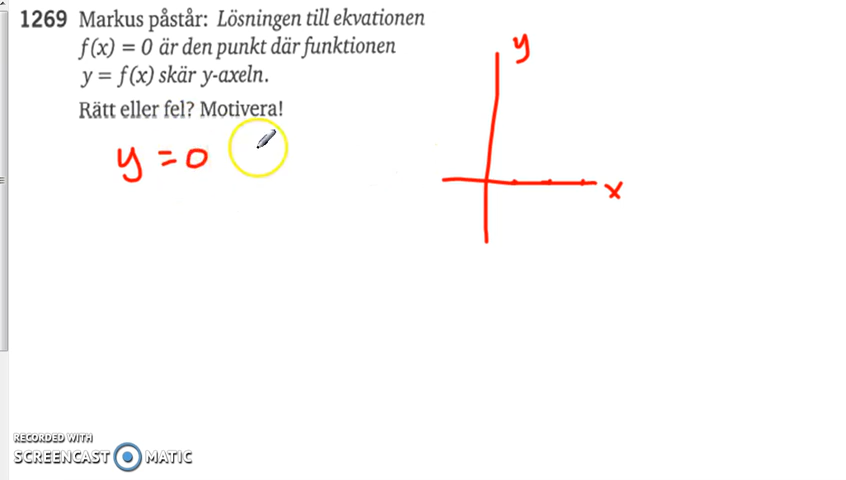 1269 Markus påstår: Lösningen till ekvationen
f(x) = 0 är den punkt där funktionen
y = f(x) skär y-axeln.
Rätt eller fel? Motivera!
y = 0
y
x
RECORDED WITH
SCREENCAST MATIC